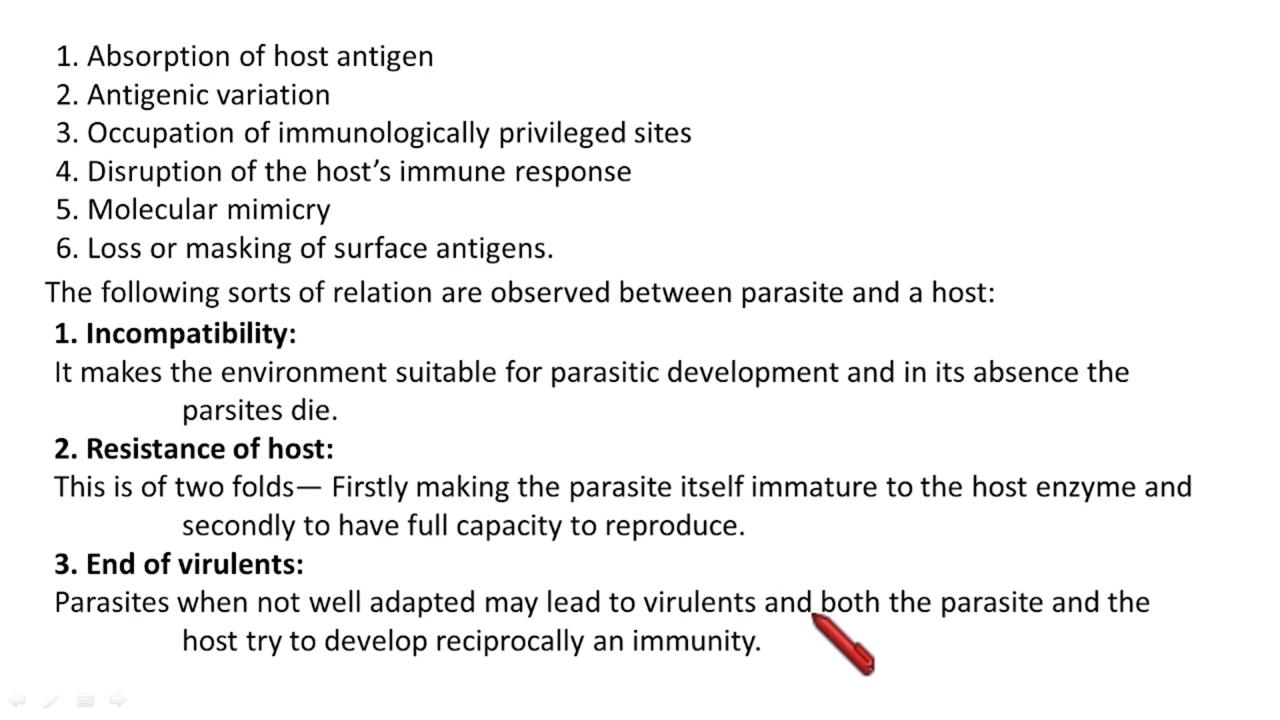 1. Absorption of host antigen
2. Antigenic variation
3. Occupation of immunologically privileged sites
4. Disruption of the host’s immune response
5. Molecular mimicry
6. Loss or masking of surface antigens.
The following sorts of relation are observed between parasite and a host:
1. Incompatibility:
It makes the environment suitable for parasitic development and in its absence the
parsites die.
2. Resistance of host:
This is of two folds— Firstly making the parasite itself immature to the host enzyme and
secondly to have full capacity to reproduce.
3. End of virulents:
Parasites when not well adapted may lead to virulents and both the parasite and the
host try to develop reciprocally an immunity.